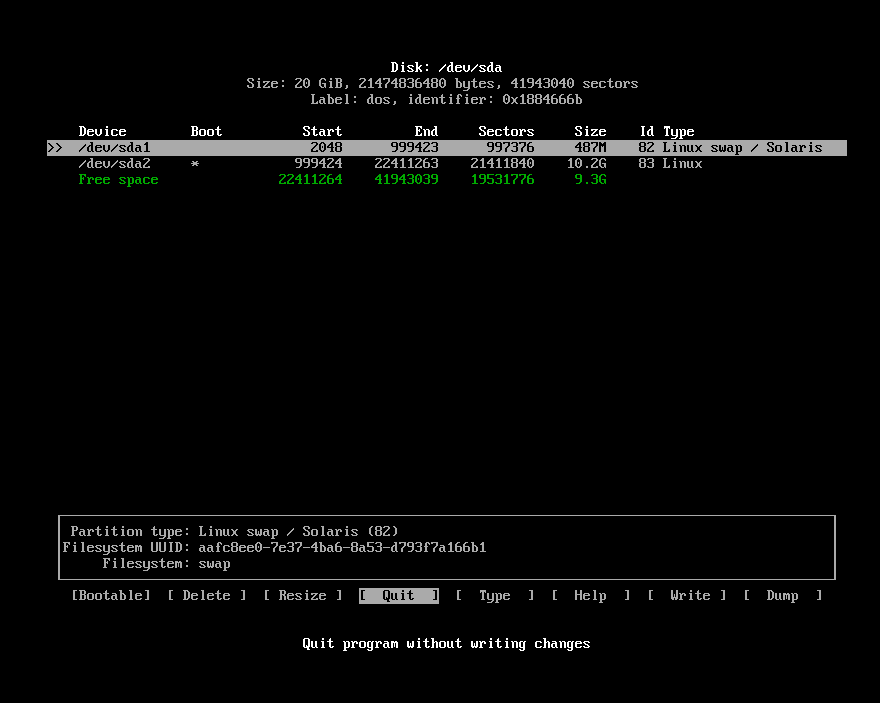 Disk: /dev/sda
Size: 20 GiB, 21474836480 bytes, 41943040 sectors
Label: dos, identifier: 0x1884666b
Device Boot Start End Sectors Size Id Type
>> /dev/sda1 2048 999423 997376 487M 82 Linux swap / Solaris
/dev/sda2 * 999424 22411263 21411840 10.2G 83 Linux
Free space 22411264 41943039 19531776 9.3G
Partition type: Linux swap / Solaris (82)
Filesystem UUID: aafc8ee0-7e37-4ba6-8a53-d793f7a166b1
Filesystem: swap
[Bootable] [ Delete ] [ Resize ] [ Quit ] [ Type ] [ Help ] [ Write ] [ Dump ]
Quit program without writing changes